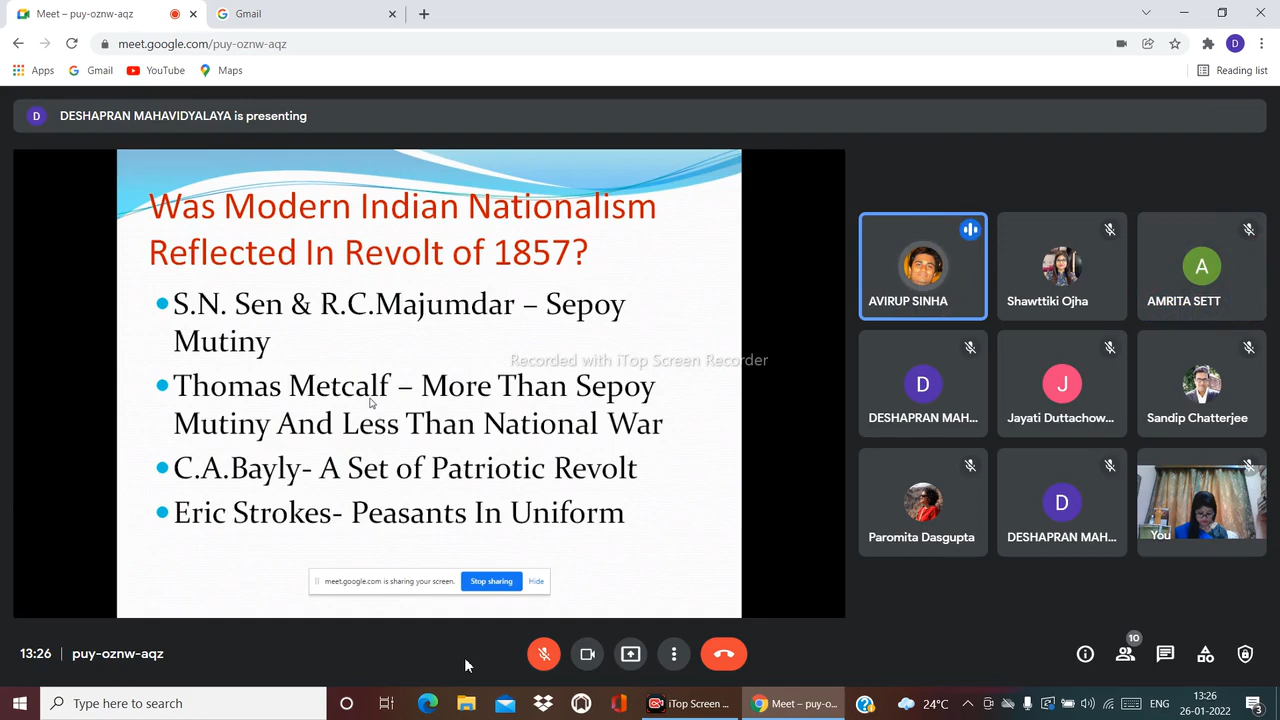 Meet – puy-oznw-aqz
Gmail
meet.google.com/puy-oznw-aqz
Apps Gmail YouTube Maps Reading list
D DESHAPRAN MAHAVIDYALAYA is presenting
Was Modern Indian Nationalism
Reflected In Revolt of 1857?
S.N. Sen & R.C.Majumdar – Sepoy
Mutiny
Recorded with iTop Screen Recorder
Thomas Metcalf – More Than Sepoy
Mutiny And Less Than National War
C.A.Bayly- A Set of Patriotic Revolt
Eric Strokes- Peasants In Uniform
meet.google.com is sharing your screen. Stop sharing Hide
AVIRUP SINHA
Shawttiki Ojha
A
AMRITA SETT
D
DESHAPRAN MAH...
J
Jayati Duttachow...
Sandip Chatterjee
Paromita Dasgupta
D
DESHAPRAN MAH...
You
13:26 puy-oznw-aqz
10
Type here to search
iTop Screen ...
Meet – puy-o...
24°C
ENG
13:26
26-01-2022
3